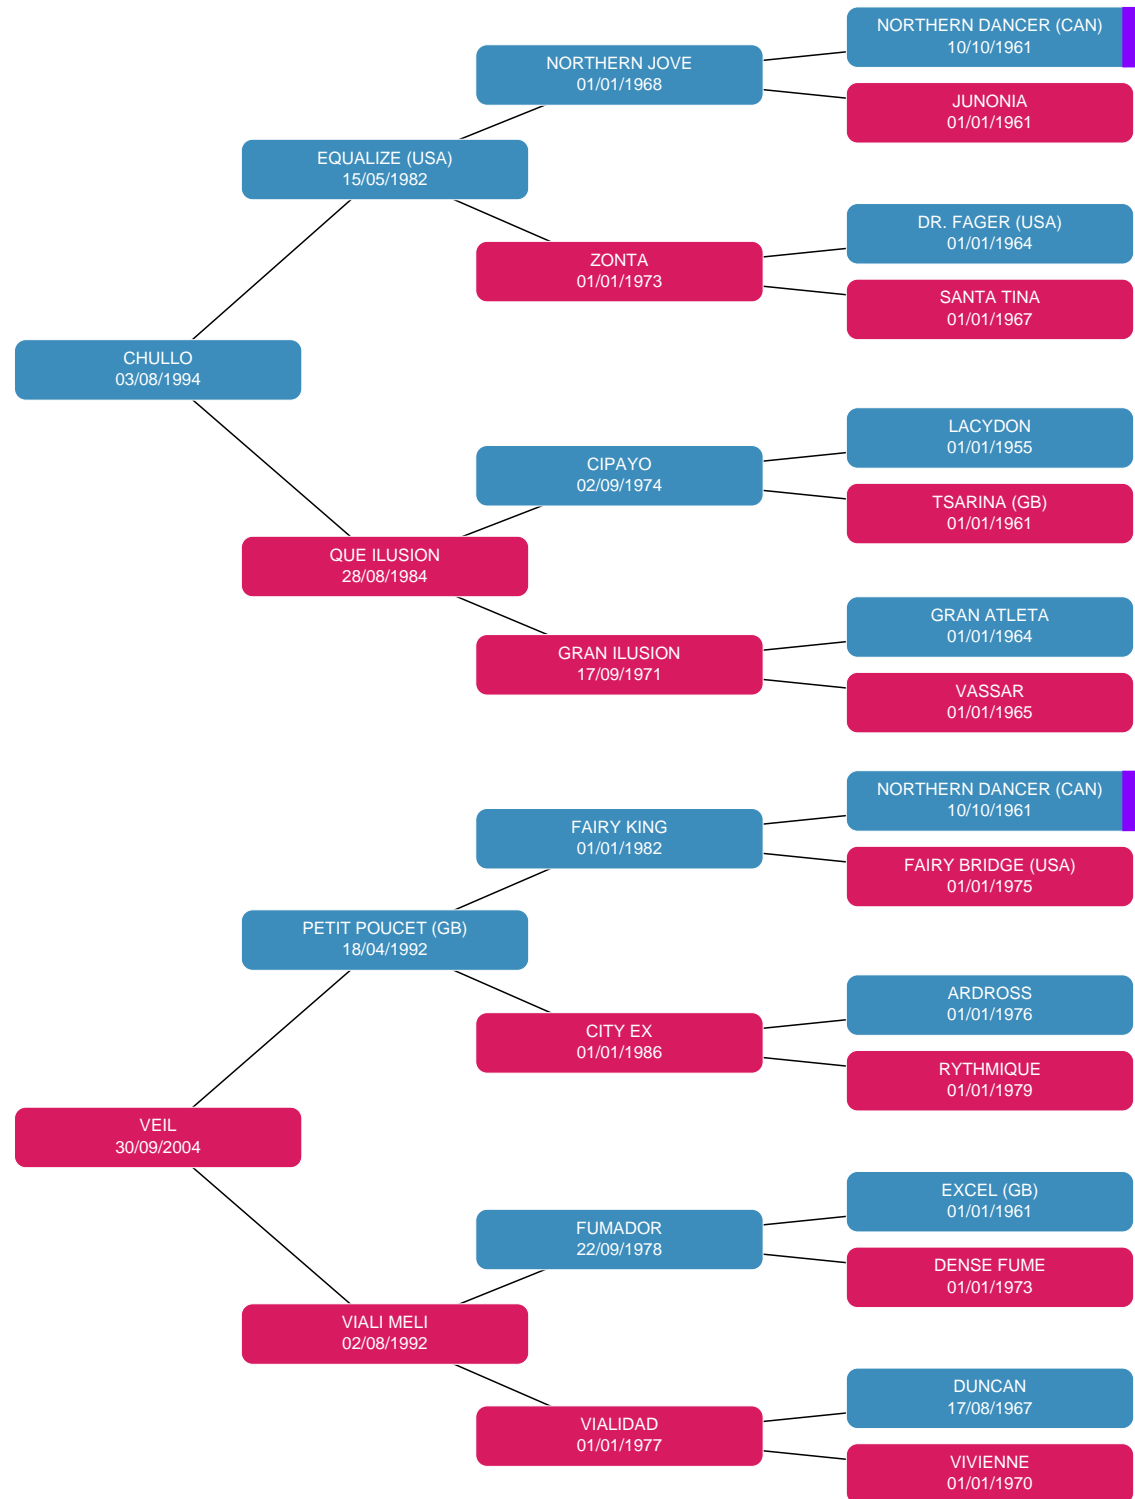 NORTHERN DANCER (CAN)
10/10/1961
NORTHERN JOVE
01/01/1968
JUNONIA
01/01/1961
EQUALIZE (USA)
15/05/1982
DR. FAGER (USA)
01/01/1964
ZONTA
01/01/1973
SANTA TINA
01/01/1967
CHULLO
03/08/1994
LACYDON
01/01/1955
CIPAYO
02/09/1974
TSARINA (GB)
01/01/1961
QUE ILUSION
28/08/1984
GRAN ATLETA
01/01/1964
GRAN ILUSION
17/09/1971
VASSAR
01/01/1965
NORTHERN DANCER (CAN)
10/10/1961
FAIRY KING
01/01/1982
FAIRY BRIDGE (USA)
01/01/1975
PETIT POUCET (GB)
18/04/1992
ARDROSS
01/01/1976
CITY EX
01/01/1986
RYTHMIQUE
01/01/1979
VEIL
30/09/2004
EXCEL (GB)
01/01/1961
FUMADOR
22/09/1978
DENSE FUME
01/01/1973
VIALI MELI
02/08/1992
DUNCAN
17/08/1967
VIALIDAD
01/01/1977
VIVIENNE
01/01/1970